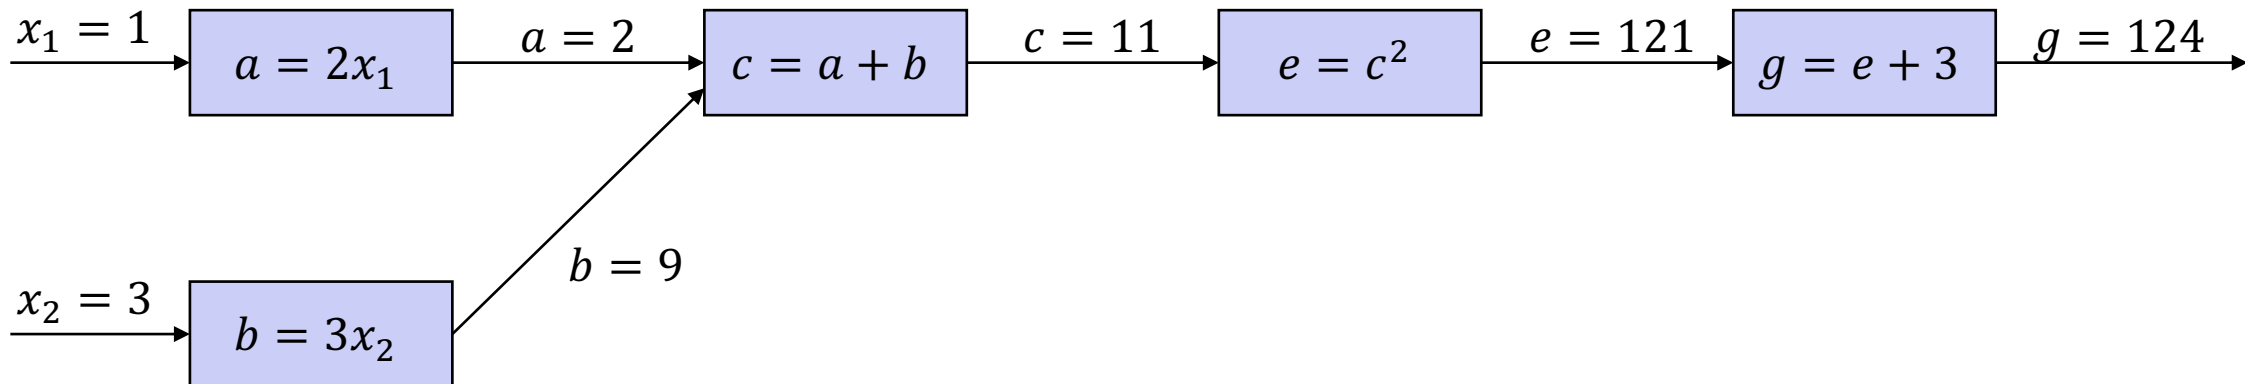 x₁ = 1
a = 2x₁
a = 2
c = a + b
c = 11
e = c²
e = 121
g = e + 3
g = 124
b = 9
x₂ = 3
b = 3x₂